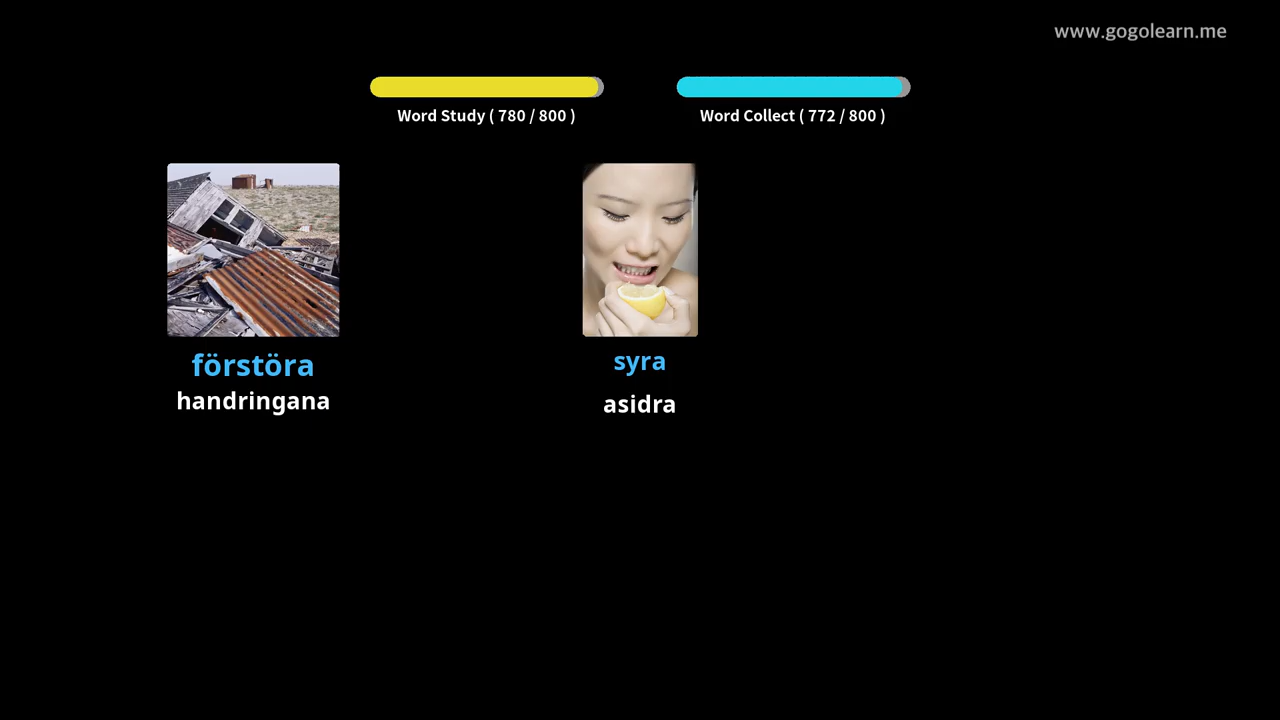 www.gogolearn.me
Word Study ( 780 / 800 )
Word Collect ( 772 / 800 )
förstöra
handringana
syra
asidra